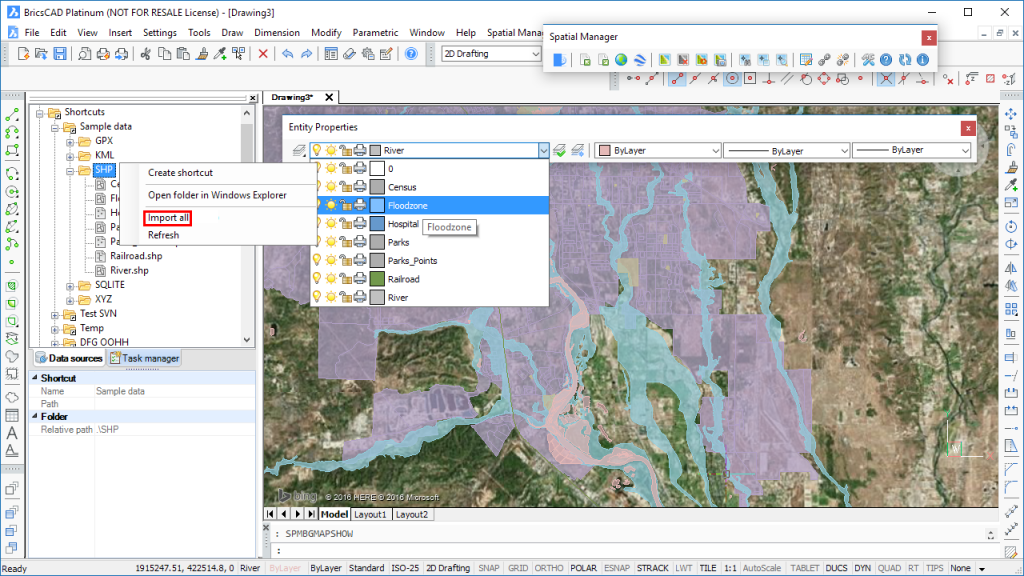 BricsCAD Platinum (NOT FOR RESALE License) - [Drawing3]
File Edit View Insert Settings Tools Draw Dimension Modify Parametric Window Help Spatial Mana
Spatial Manager
2D Drafting
Drawing3*
Shortcuts
Sample data
GPX
KML
SHP
Ce
Flo
Ho
Pa
Pa
Railroad.shp
River.shp
SQLITE
XYZ
Test SVN
Temp
DFG OOHH
Create shortcut
Open folder in Windows Explorer
Import all
Refresh
Entity Properties
River
ByLayer
ByLayer
ByLayer
0
Census
Floodzone
Hospital
Floodzone
Parks
Parks_Points
Railroad
River
Data sources Task manager
Shortcut
Name Sample data
Path
Folder
Relative path .\SHP
W
bing © 2016 HERE © 2016 Microsoft
Model Layout1 Layout2
: SPMBGMAPSHOW
:
Ready 1915247.51, 422514.8, 0 River ByLayer ByLayer Standard ISO-25 2D Drafting SNAP GRID ORTHO POLAR ESNAP STRACK LWT TILE 1:1 AutoScale TABLET DUCS DYN QUAD RT TIPS None